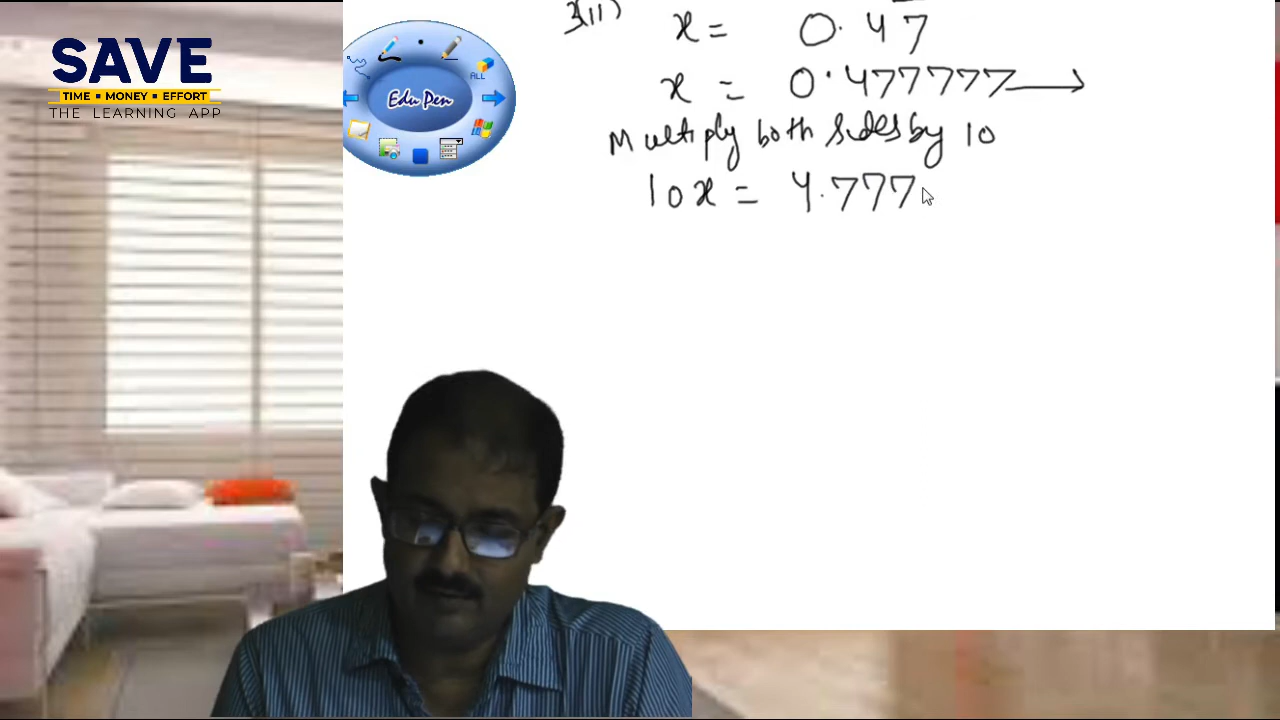 SAVE
TIME ▪ MONEY ▪ EFFORT
THE LEARNING APP
ALL
Edu Pen
3(ii) x = 0.47̅
x = 0.477777→
Multiply both sides by 10
10x = 4.777